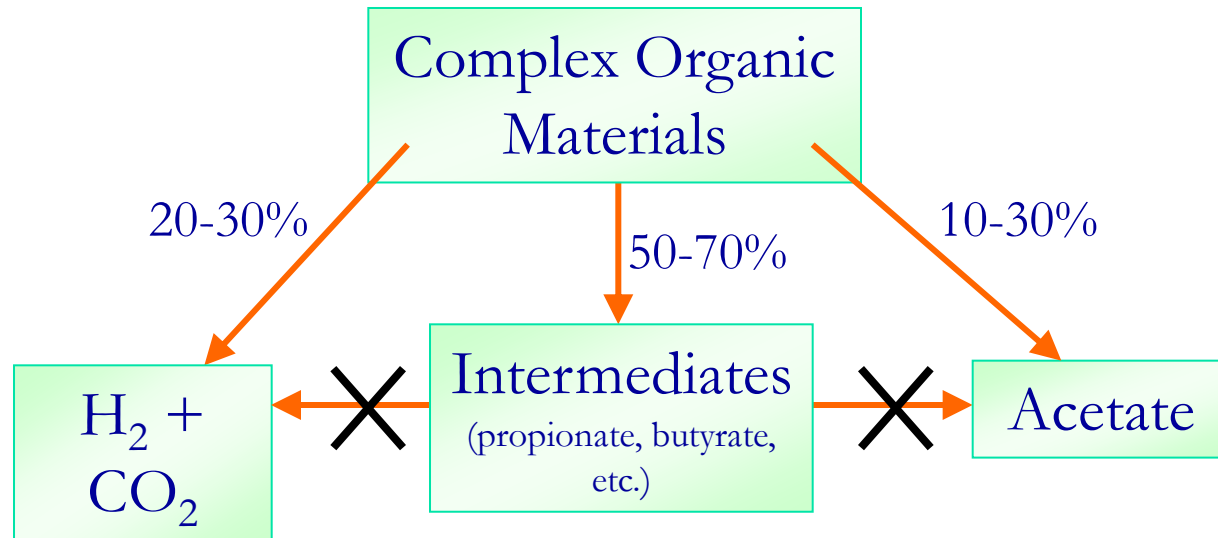 Complex Organic
Materials
20-30%
50-70%
10-30%
H₂ +
CO₂
Intermediates
(propionate, butyrate,
etc.)
Acetate